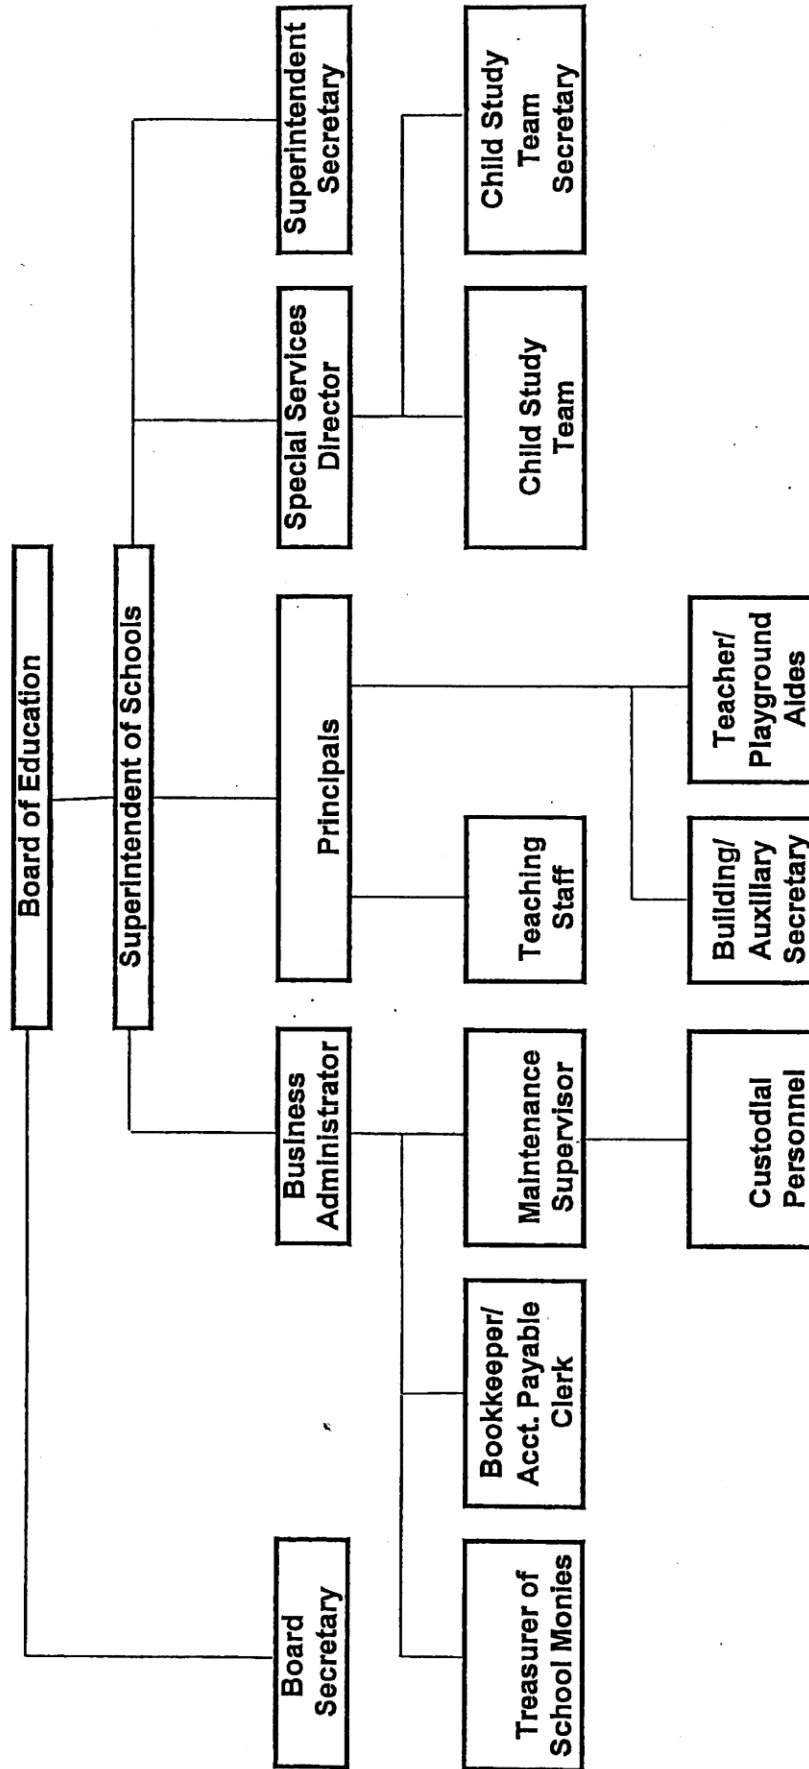 Board of Education
Superintendent of Schools
Board
Secretary
Business
Administrator
Principals
Special Services
Director
Superintendent
Secretary
Treasurer of
School Monies
Bookkeeper/
Acct. Payable
Clerk
Maintenance
Supervisor
Teaching
Staff
Child Study
Team
Child Study
Team
Secretary
Custodial
Personnel
Building/
Auxillary
Secretary
Teacher/
Playground
Aides